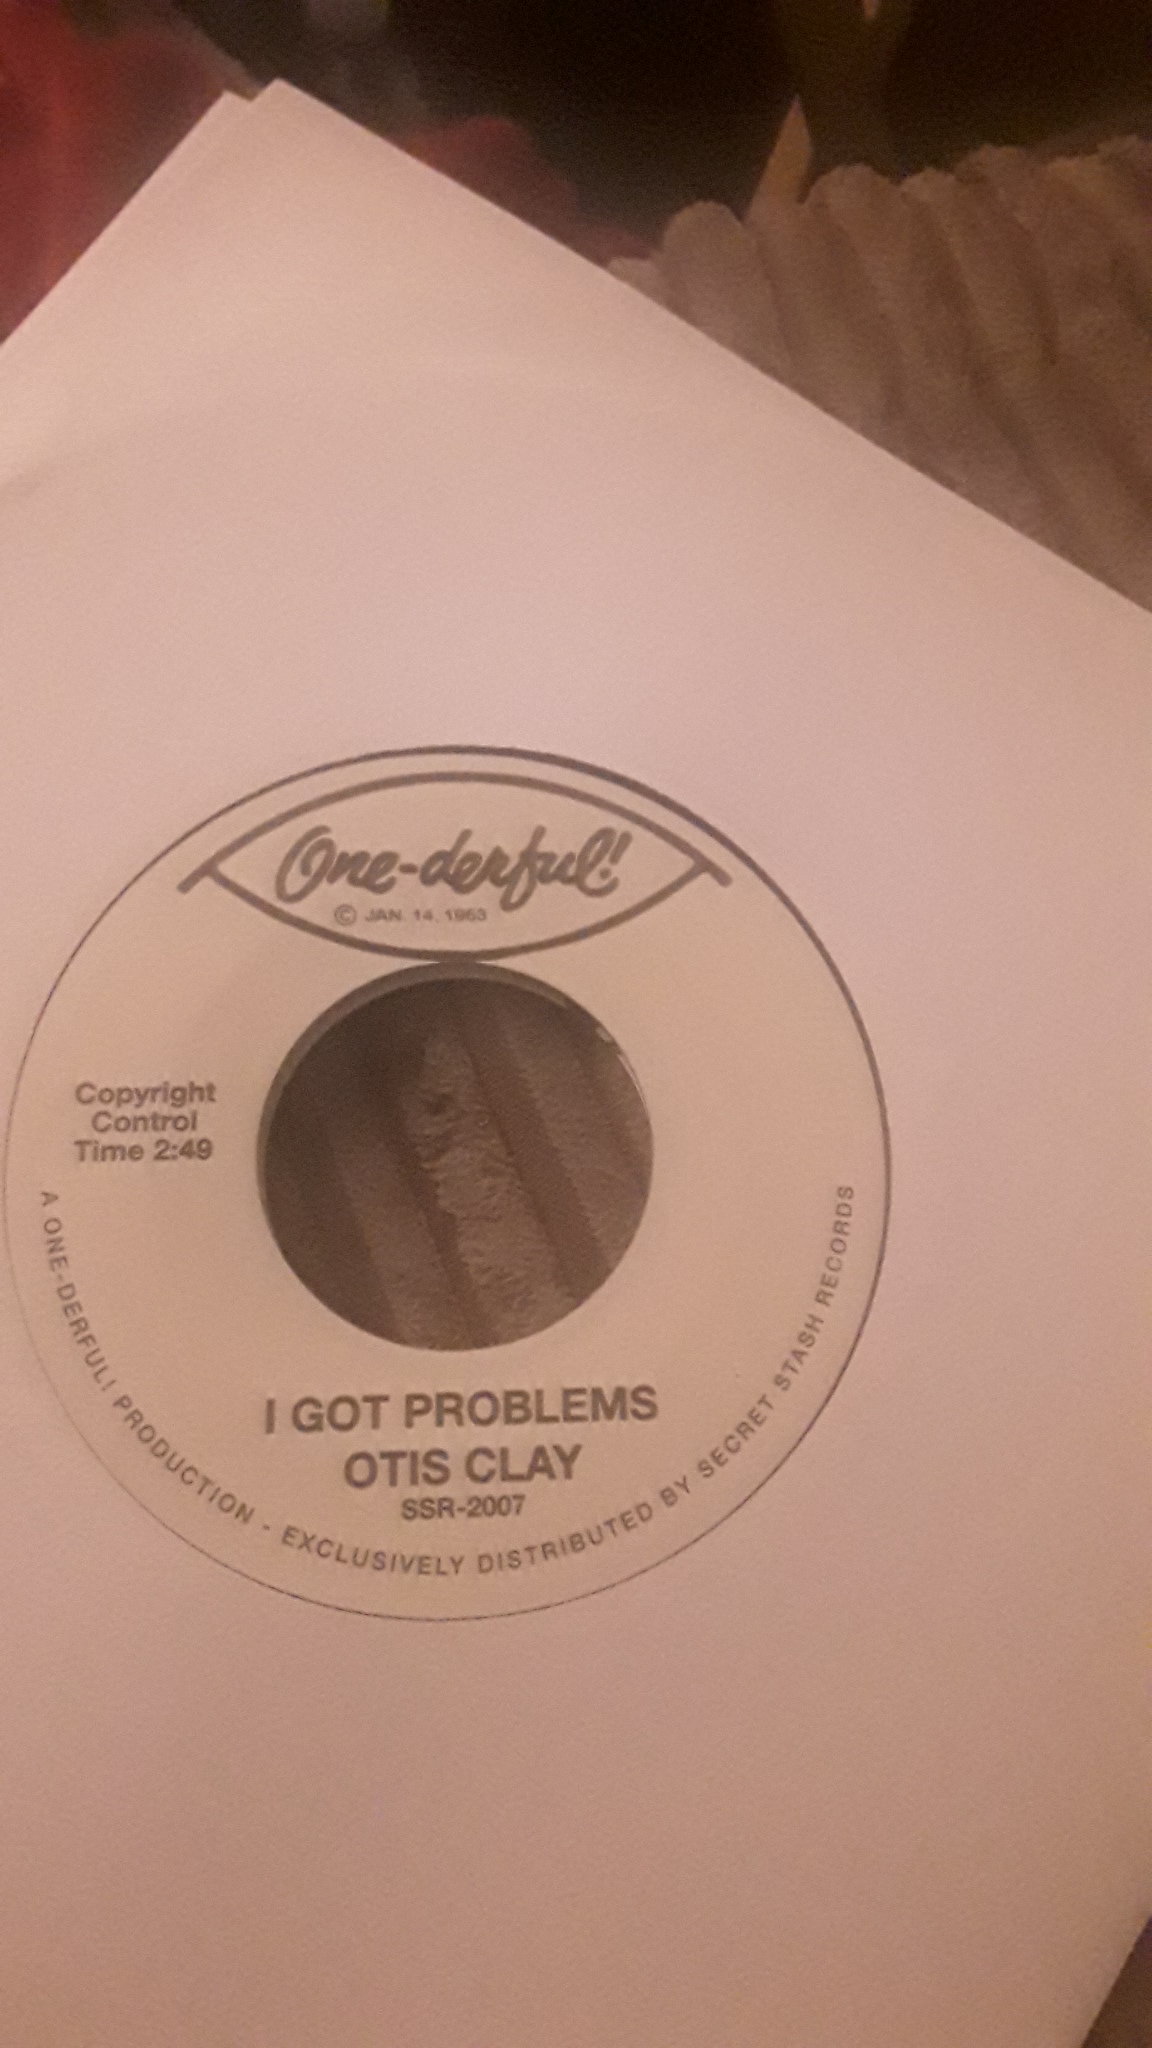 One-derful!
© JAN. 14, 1963
Copyright
Control
Time 2:49
I GOT PROBLEMS
OTIS CLAY
SSR-2007
A ONE-DERFUL! PRODUCTION - EXCLUSIVELY DISTRIBUTED BY SECRET STASH RECORDS